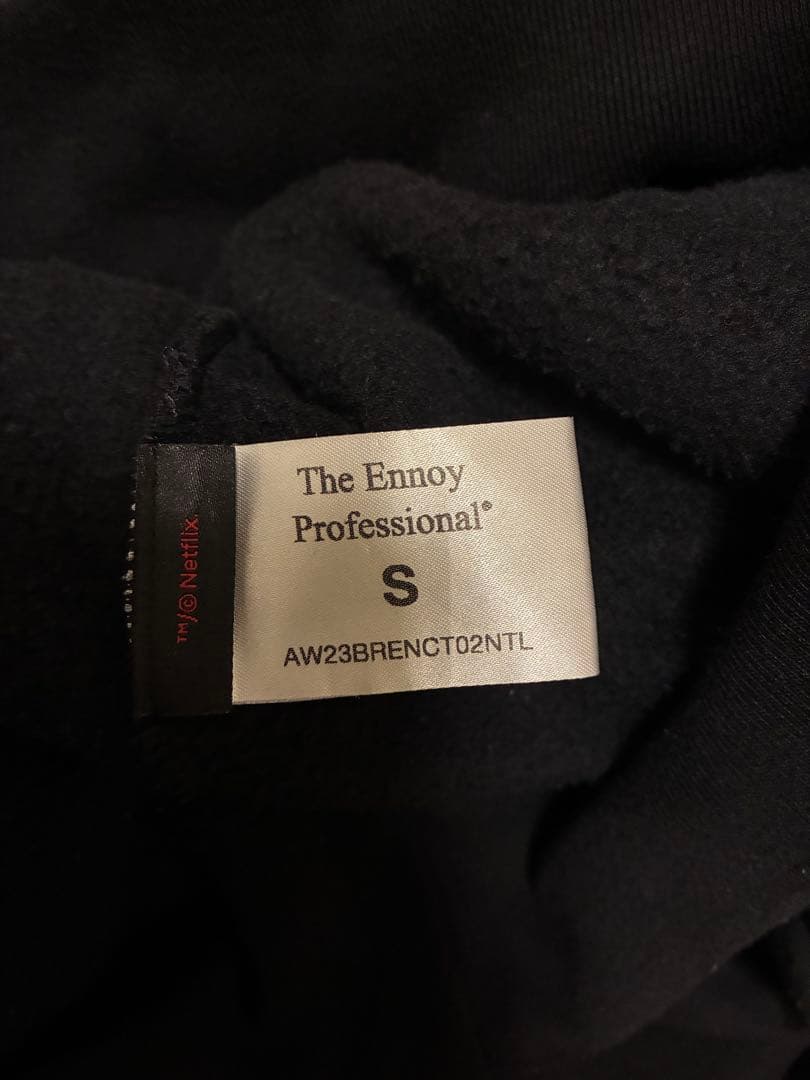 The Ennoy
Professional®
S
AW23BRENCT02NTL
TM/© Netflix.